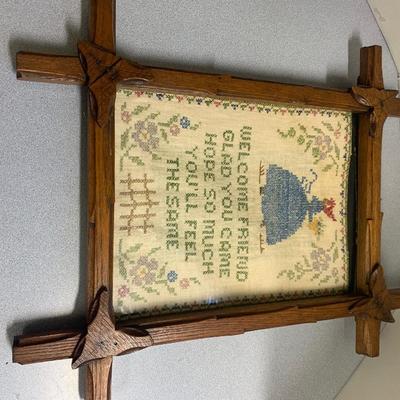 WELCOME FRIEND
GLAD YOU CAME
HOPE SO MUCH
YOU'LL FEEL
THE SAME